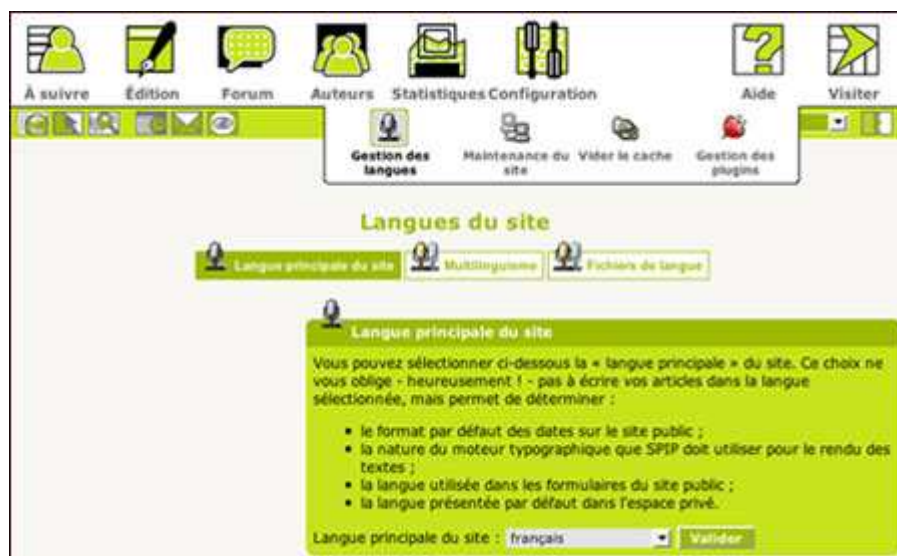 À suivre
Édition
Forum
Auteurs
Statistiques
Configuration
Aide
Visiter
Gestion des
langues
Maintenance du
site
Vider le cache
Gestion des
plugins
Langues du site
Langue principale du site
Multilinguisme
Fichiers de langue
Langue principale du site
Vous pouvez sélectionner ci-dessous la « langue principale » du site. Ce choix ne
vous oblige - heureusement ! - pas à écrire vos articles dans la langue
sélectionnée, mais permet de déterminer :
• le format par défaut des dates sur le site public ;
• la nature du moteur typographique que SPIP doit utiliser pour le rendu des
textes ;
• la langue utilisée dans les formulaires du site public ;
• la langue présentée par défaut dans l'espace privé.
Langue principale du site : français Valider